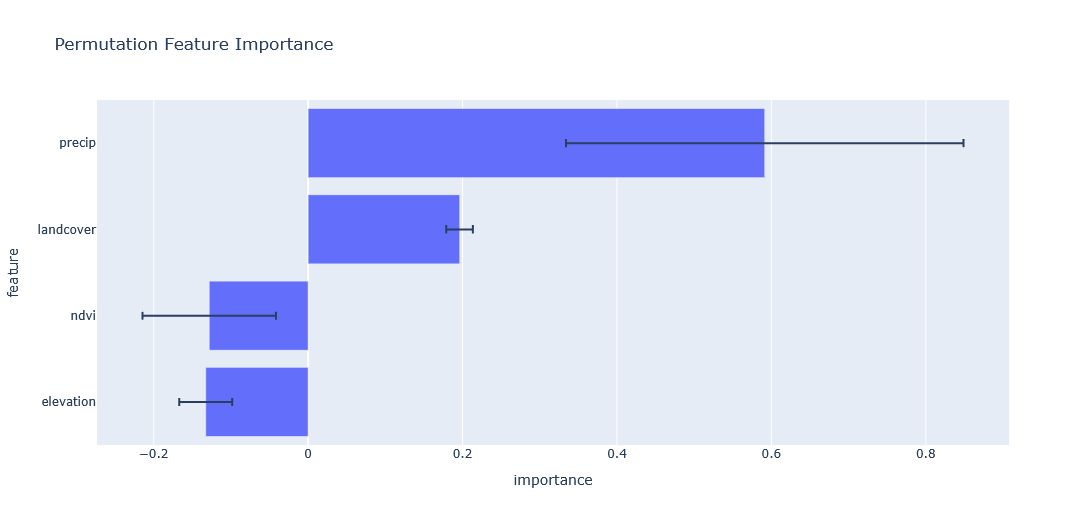 Permutation Feature Importance
feature
precip
landcover
ndvi
elevation
−0.2
0
0.2
0.4
0.6
0.8
importance